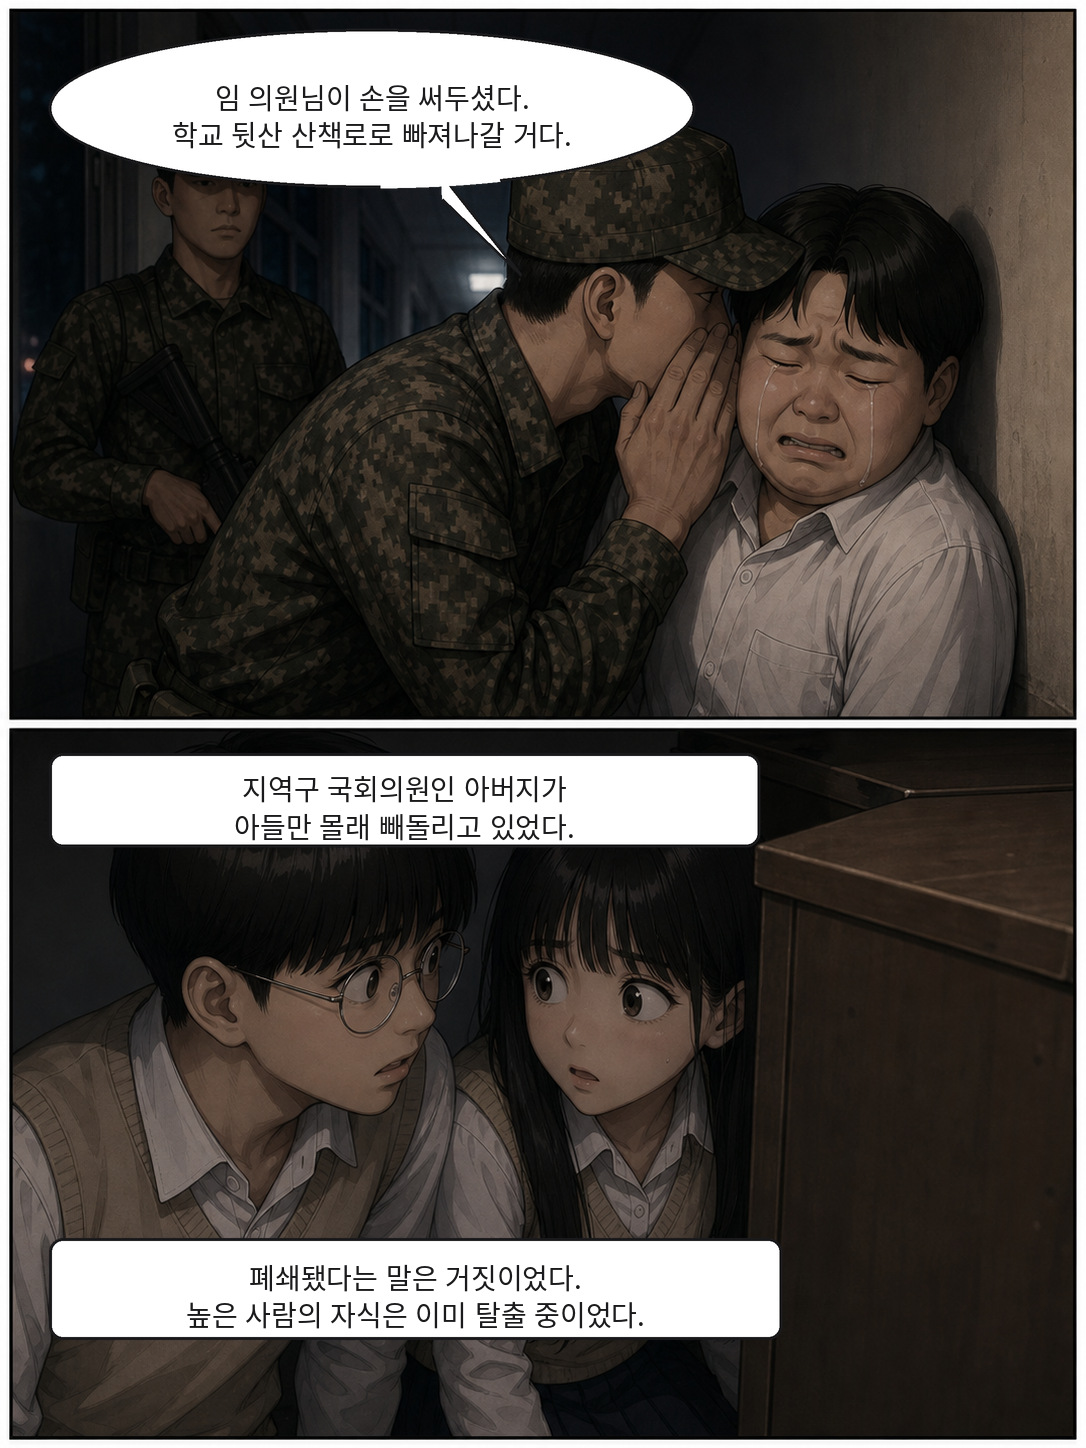 임 의원님이 손을 써두셨다.
학교 뒷산 산책로로 빠져나갈 거다.
지역구 국회의원인 아버지가
아들만 몰래 빼돌리고 있었다.
폐쇄됐다는 말은 거짓이었다.
높은 사람의 자식은 이미 탈출 중이었다.